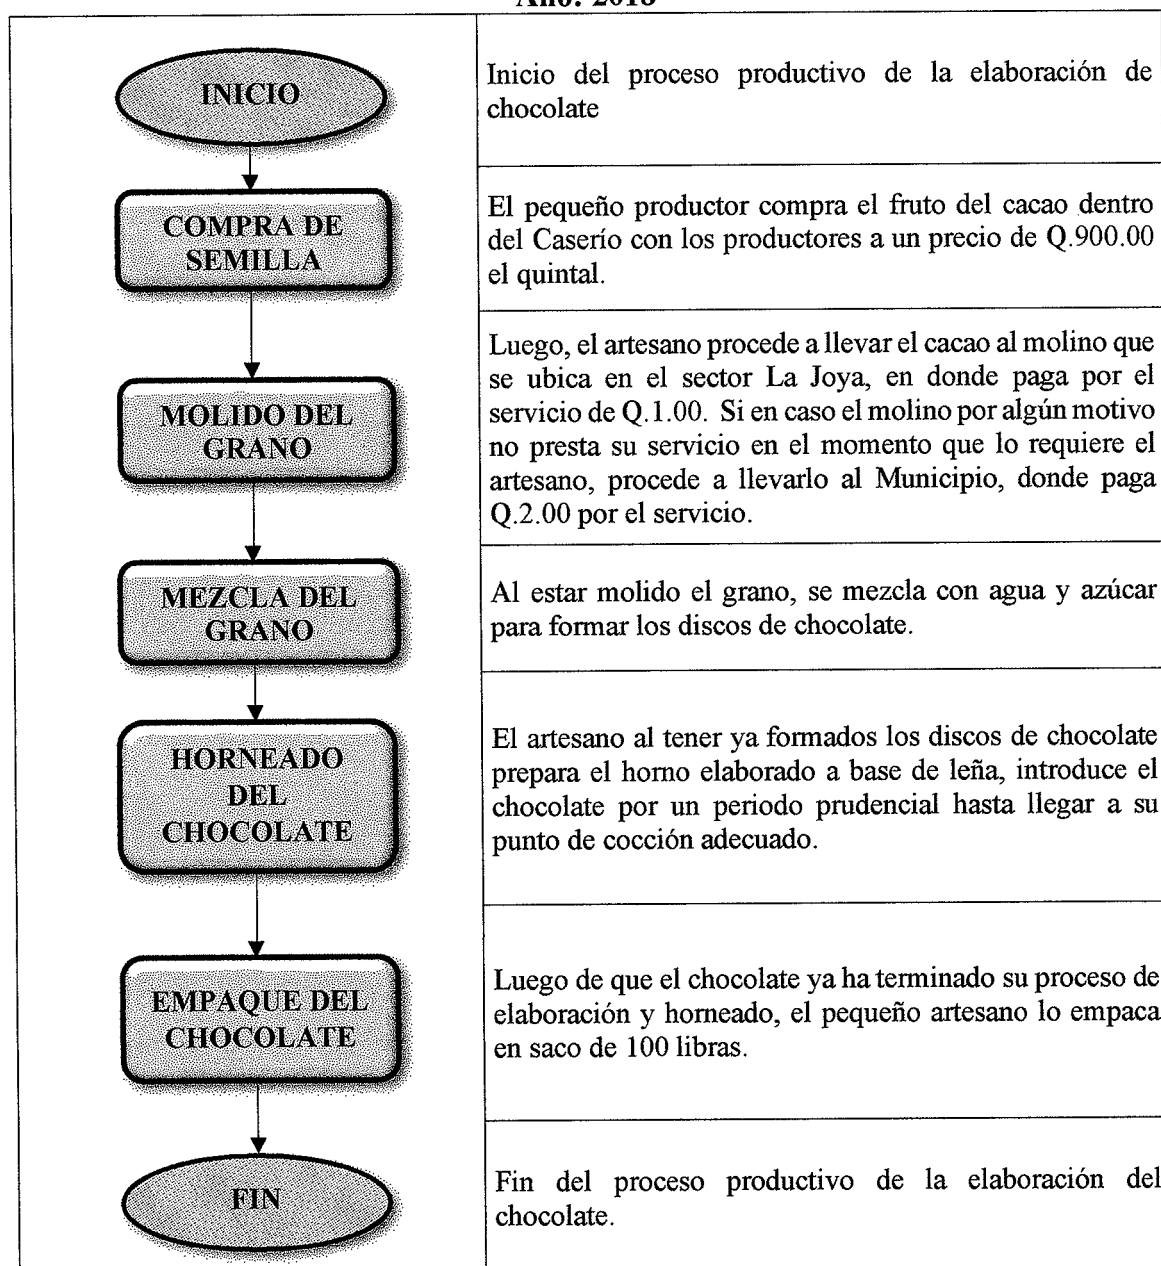 INICIO
Inicio del proceso productivo de la elaboración de
chocolate
COMPRA DE
SEMILLA
El pequeño productor compra el fruto del cacao dentro
del Caserío con los productores a un precio de Q.900.00
el quintal.
MOLIDO DEL
GRANO
Luego, el artesano procede a llevar el cacao al molino que
se ubica en el sector La Joya, en donde paga por el
servicio de Q.1.00. Si en caso el molino por algún motivo
no presta su servicio en el momento que lo requiere el
artesano, procede a llevarlo al Municipio, donde paga
Q.2.00 por el servicio.
MEZCLA DEL
GRANO
Al estar molido el grano, se mezcla con agua y azúcar
para formar los discos de chocolate.
HORNEADO
DEL
CHOCOLATE
El artesano al tener ya formados los discos de chocolate
prepara el horno elaborado a base de leña, introduce el
chocolate por un periodo prudencial hasta llegar a su
punto de cocción adecuado.
EMPAQUE DEL
CHOCOLATE
Luego de que el chocolate ya ha terminado su proceso de
elaboración y horneado, el pequeño artesano lo empaca
en saco de 100 libras.
FIN
Fin del proceso productivo de la elaboración del
chocolate.